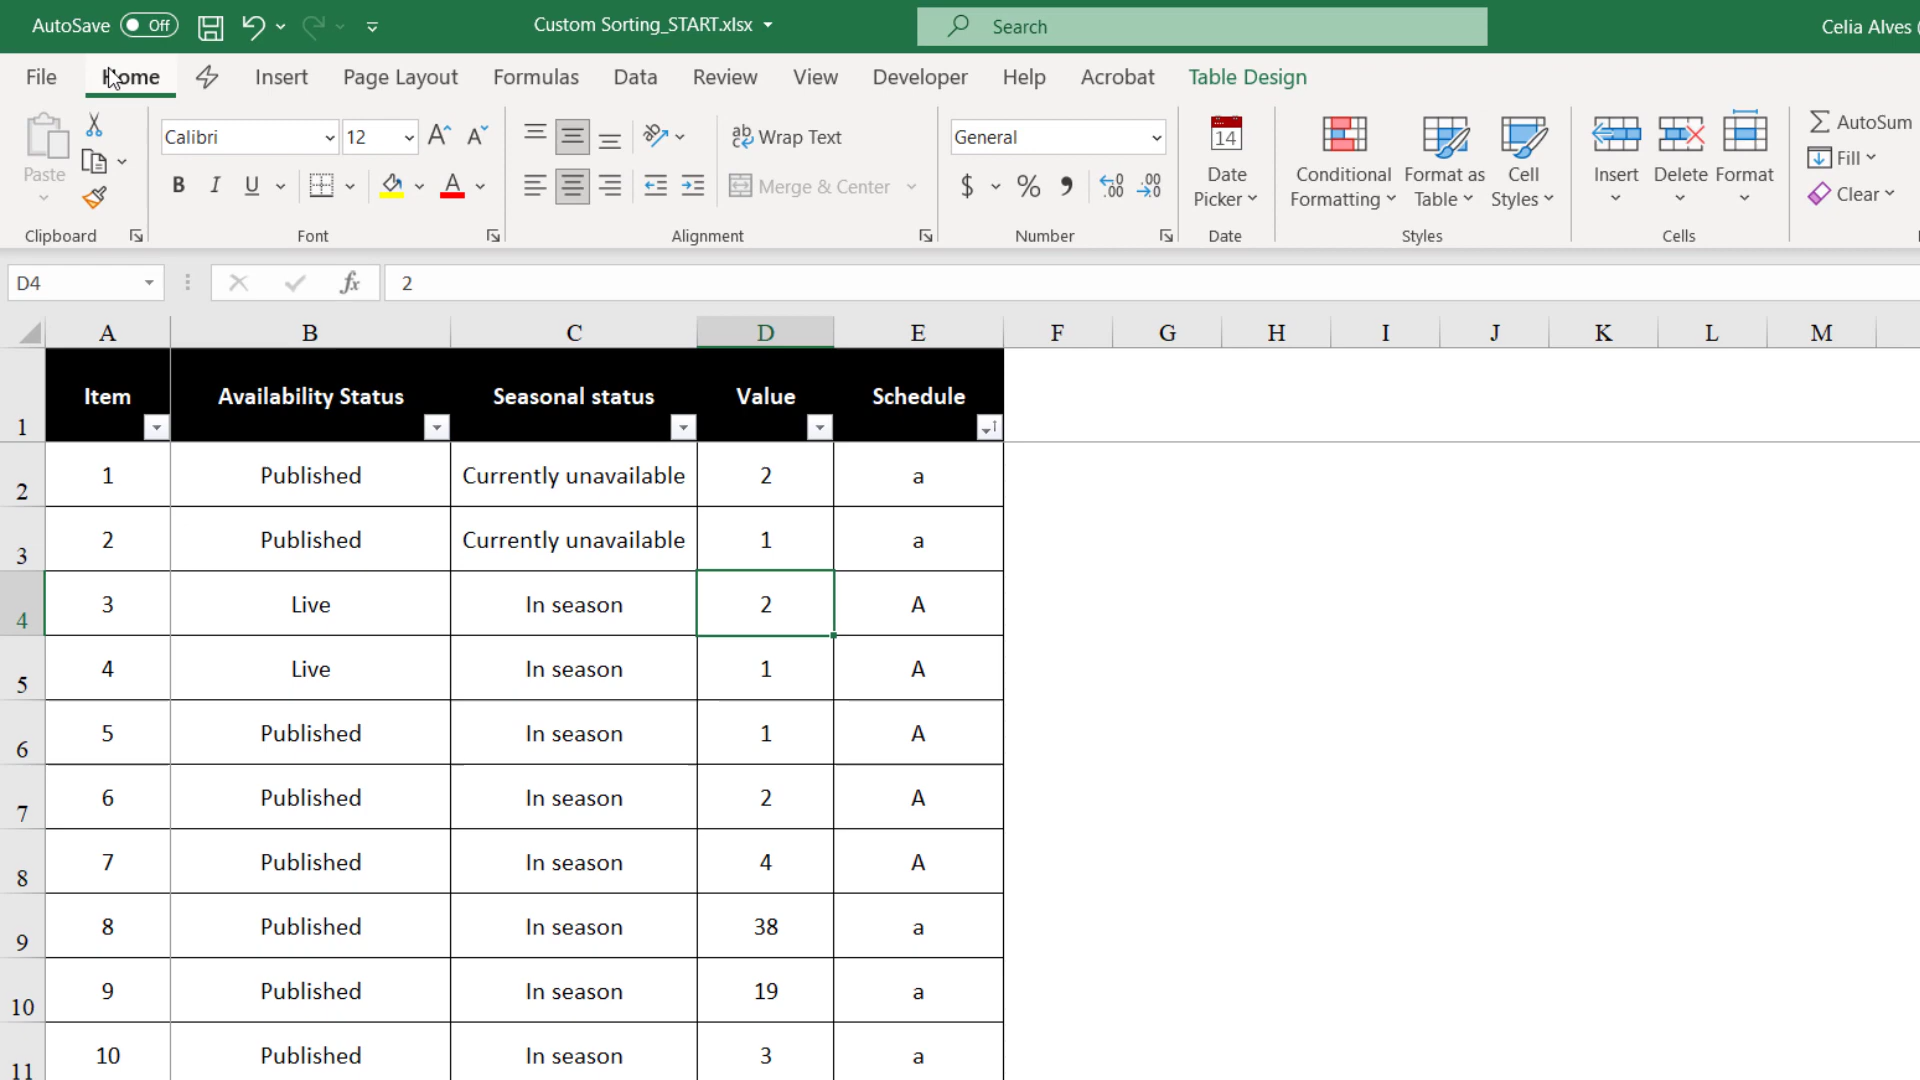 AutoSave Off Custom Sorting_START.xlsx Search Celia Alves (
File Home Insert Page Layout Formulas Data Review View Developer Help Acrobat Table Design
Paste
Clipboard
Calibri 12 A A
B I U A
Font
ab Wrap Text
Merge & Center
Alignment
General
$ % 9 .00 .00
Number
14
Date Picker
Date
Conditional Formatting Format as Table Cell Styles
Styles
Insert Delete Format
Cells
AutoSum
Fill
Clear
D4 fx 2
A B C D E F G H I J K L M
1 Item Availability Status Seasonal status Value Schedule
2 1 Published Currently unavailable 2 a
3 2 Published Currently unavailable 1 a
4 3 Live In season 2 A
5 4 Live In season 1 A
6 5 Published In season 1 A
7 6 Published In season 2 A
8 7 Published In season 4 A
9 8 Published In season 38 a
10 9 Published In season 19 a
11 10 Published In season 3 a